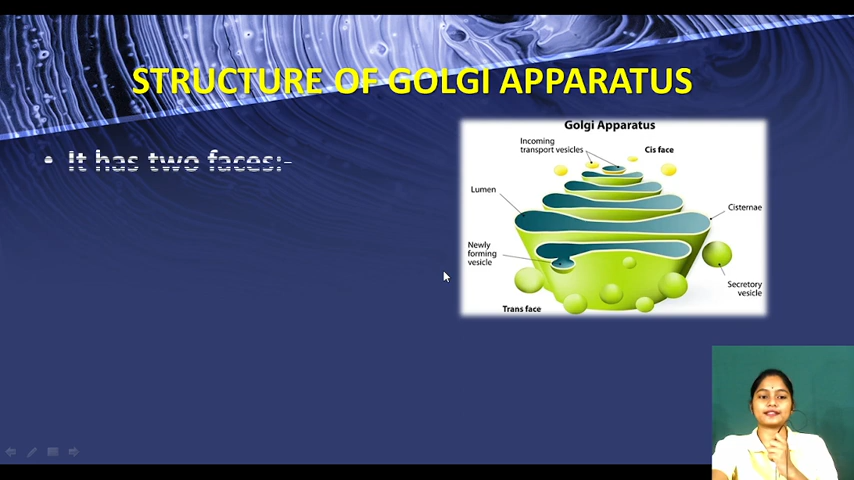 STRUCTURE OF GOLGI APPARATUS
• It has two faces:-
Golgi Apparatus
Incoming
transport vesicles
Cis face
Lumen
Cisternae
Newly
forming
vesicle
Secretory
vesicle
Trans face